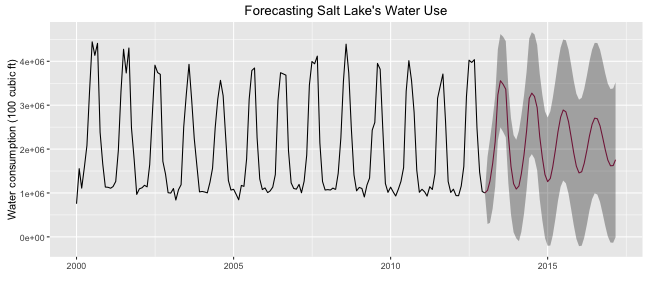 Forecasting Salt Lake's Water Use
Water consumption (100 cubic ft)
4e+06
3e+06
2e+06
1e+06
0e+00
2000
2005
2010
2015